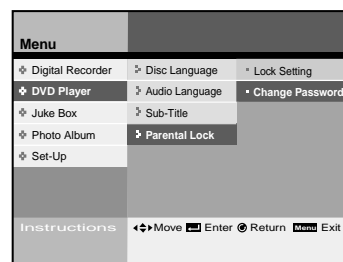 Menu
Digital Recorder
DVD Player
Juke Box
Photo Album
Set-Up
Disc Language
Audio Language
Sub-Title
Parental Lock
Lock Setting
Change Password
Instructions
Move Enter Return Menu Exit